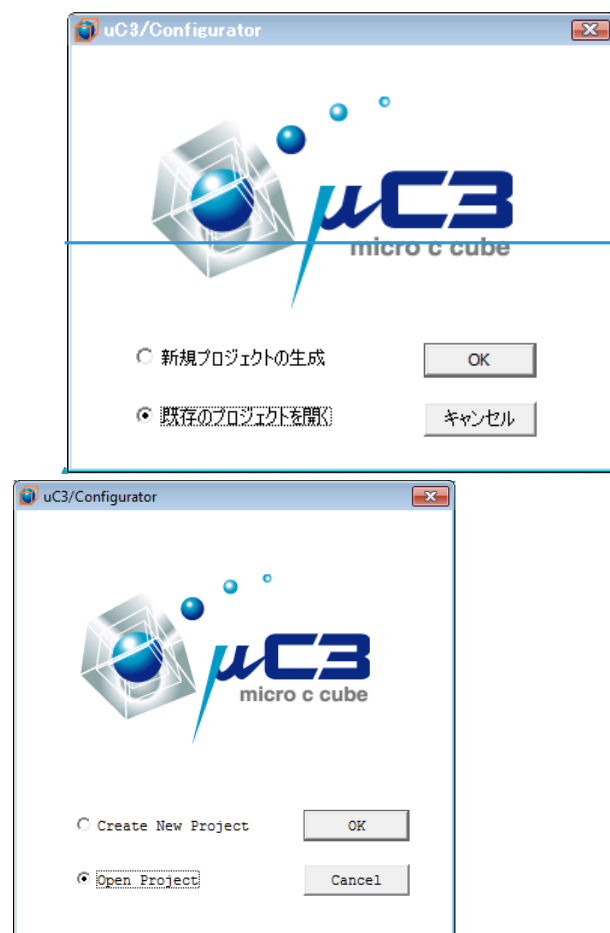 uC3/Configurator
μC3
micro c cube
新規プロジェクトの生成
OK
既存のプロジェクトを開く
キャンセル
uC3/Configurator
μC3
micro c cube
Create New Project
OK
Open Project
Cancel